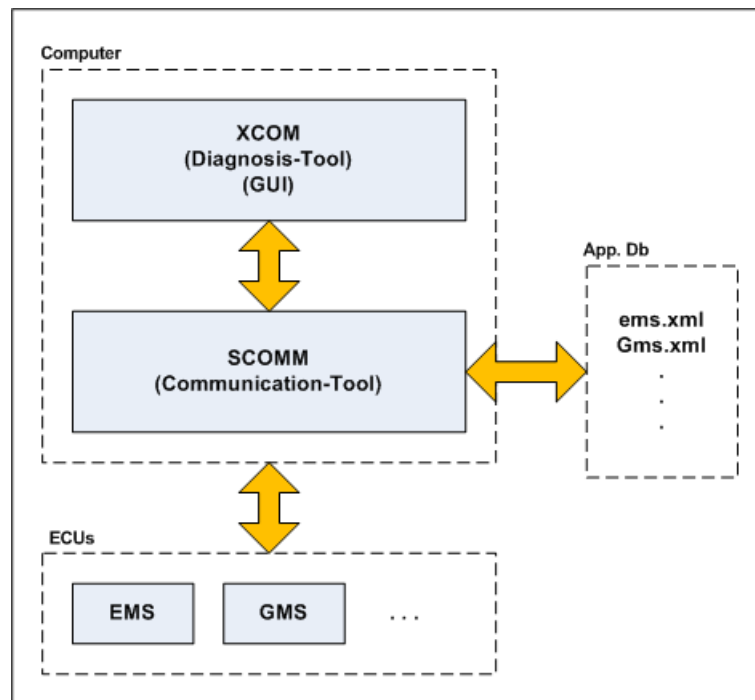 Computer
XCOM
(Diagnosis-Tool)
(GUI)
App. Db
ems.xml
Gms.xml
.
.
.
SCOMM
(Communication-Tool)
ECUs
EMS
GMS
. . .